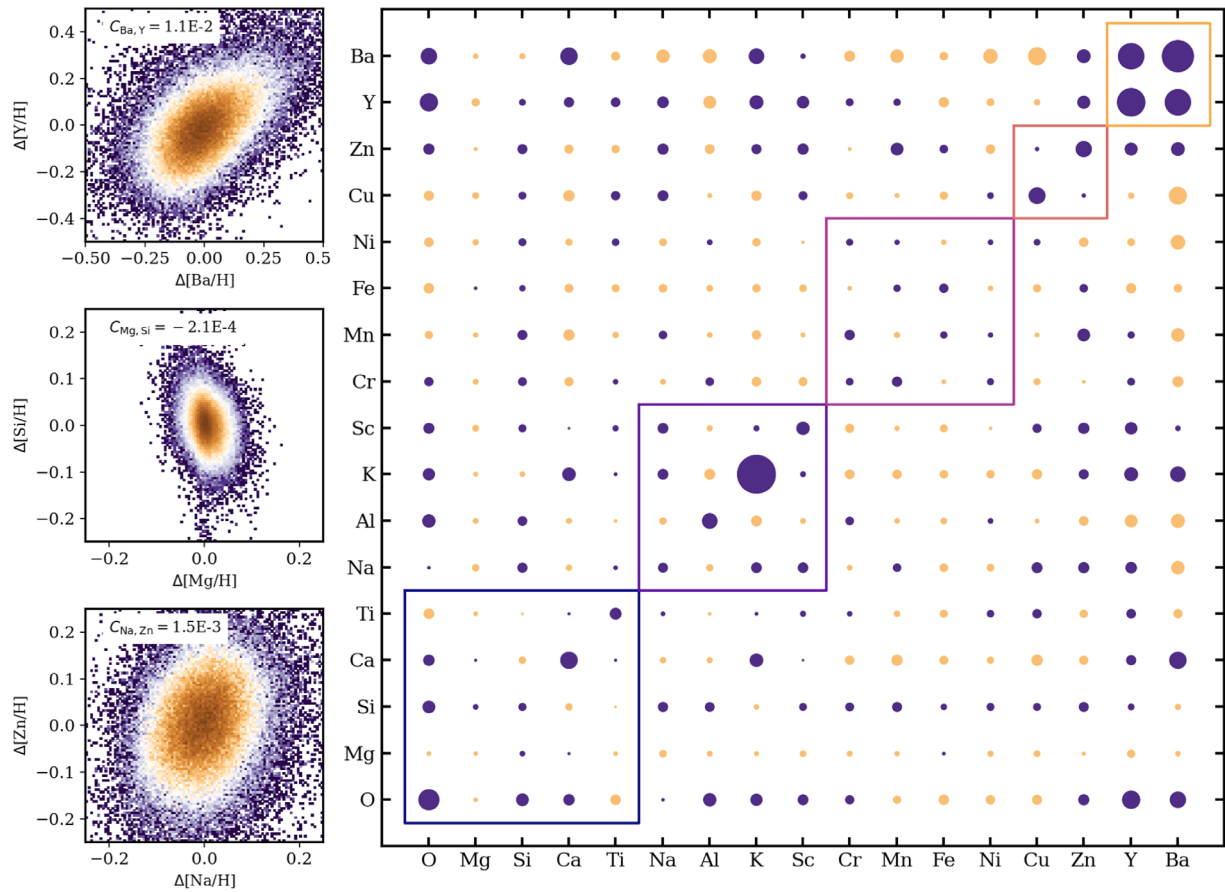 C_Ba, Y = 1.1E-2
0.4
0.2
0.0
−0.2
−0.4
Δ[Y/H]
−0.50 −0.25 0.00 0.25 0.5
Δ[Ba/H]
C_Mg, Si = −2.1E-4
0.2
0.1
0.0
−0.1
−0.2
Δ[Si/H]
−0.2 0.0 0.2
Δ[Mg/H]
C_Na, Zn = 1.5E-3
0.2
0.1
0.0
−0.1
−0.2
Δ[Zn/H]
−0.2 0.0 0.2
Δ[Na/H]
Ba
Y
Zn
Cu
Ni
Fe
Mn
Cr
Sc
K
Al
Na
Ti
Ca
Si
Mg
O
O Mg Si Ca Ti Na Al K Sc Cr Mn Fe Ni Cu Zn Y Ba